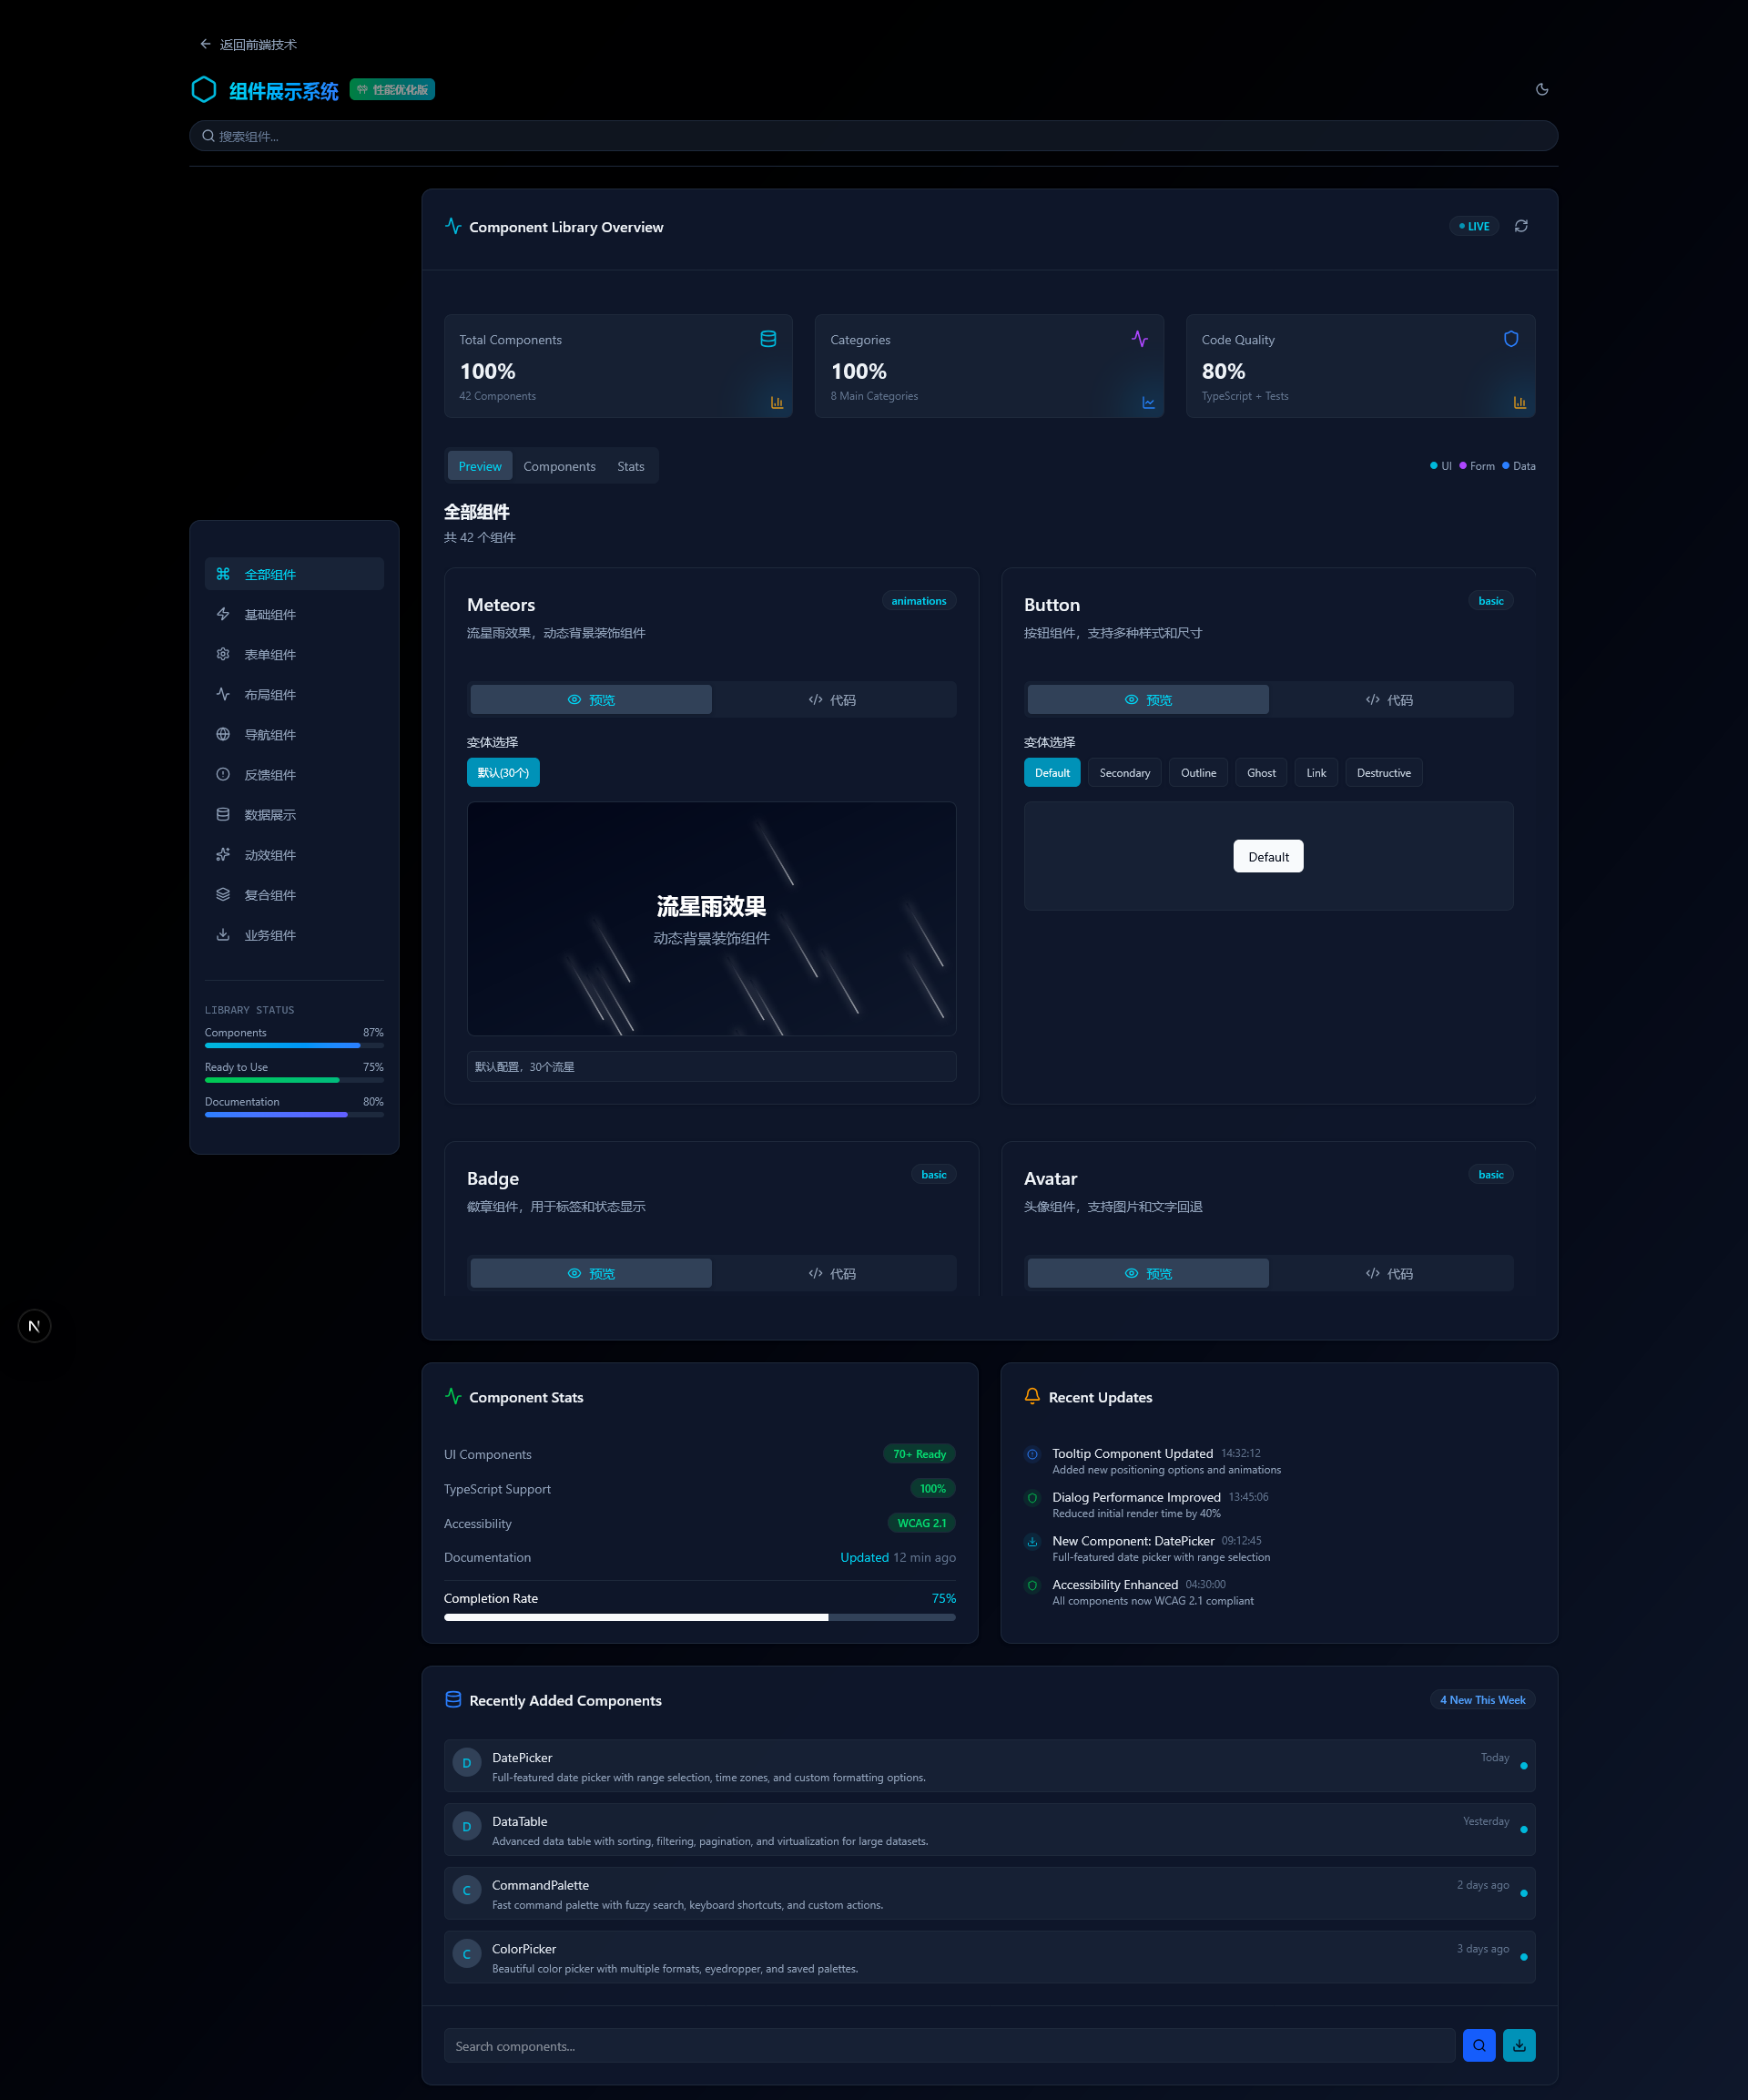 返回前端技术
组件展示系统
性能优化版
搜索组件...
Component Library Overview
LIVE
Total Components
100%
42 Components
Categories
100%
8 Main Categories
Code Quality
80%
TypeScript + Tests
Preview
Components
Stats
UI
Form
Data
全部组件
共 42 个组件
全部组件
基础组件
表单组件
布局组件
导航组件
反馈组件
数据展示
动效组件
复合组件
业务组件
LIBRARY STATUS
Components 87%
Ready to Use 75%
Documentation 80%
Meteors
animations
流星雨效果，动态背景装饰组件
预览
代码
变体选择
默认(30个)
流星雨效果
动态背景装饰组件
默认配置，30个流星
Button
basic
按钮组件，支持多种样式和尺寸
预览
代码
变体选择
Default
Secondary
Outline
Ghost
Link
Destructive
Default
Badge
basic
徽章组件，用于标签和状态显示
预览
代码
Avatar
basic
头像组件，支持图片和文字回退
预览
代码
N
Component Stats
UI Components 70+ Ready
TypeScript Support 100%
Accessibility WCAG 2.1
Documentation Updated 12 min ago
Completion Rate 75%
Recent Updates
Tooltip Component Updated 14:32:12
Added new positioning options and animations
Dialog Performance Improved 13:45:06
Reduced initial render time by 40%
New Component: DatePicker 09:12:45
Full-featured date picker with range selection
Accessibility Enhanced 04:30:00
All components now WCAG 2.1 compliant
Recently Added Components
4 New This Week
D
DatePicker
Today
Full-featured date picker with range selection, time zones, and custom formatting options.
D
DataTable
Yesterday
Advanced data table with sorting, filtering, pagination, and virtualization for large datasets.
C
CommandPalette
2 days ago
Fast command palette with fuzzy search, keyboard shortcuts, and custom actions.
C
ColorPicker
3 days ago
Beautiful color picker with multiple formats, eyedropper, and saved palettes.
Search components...